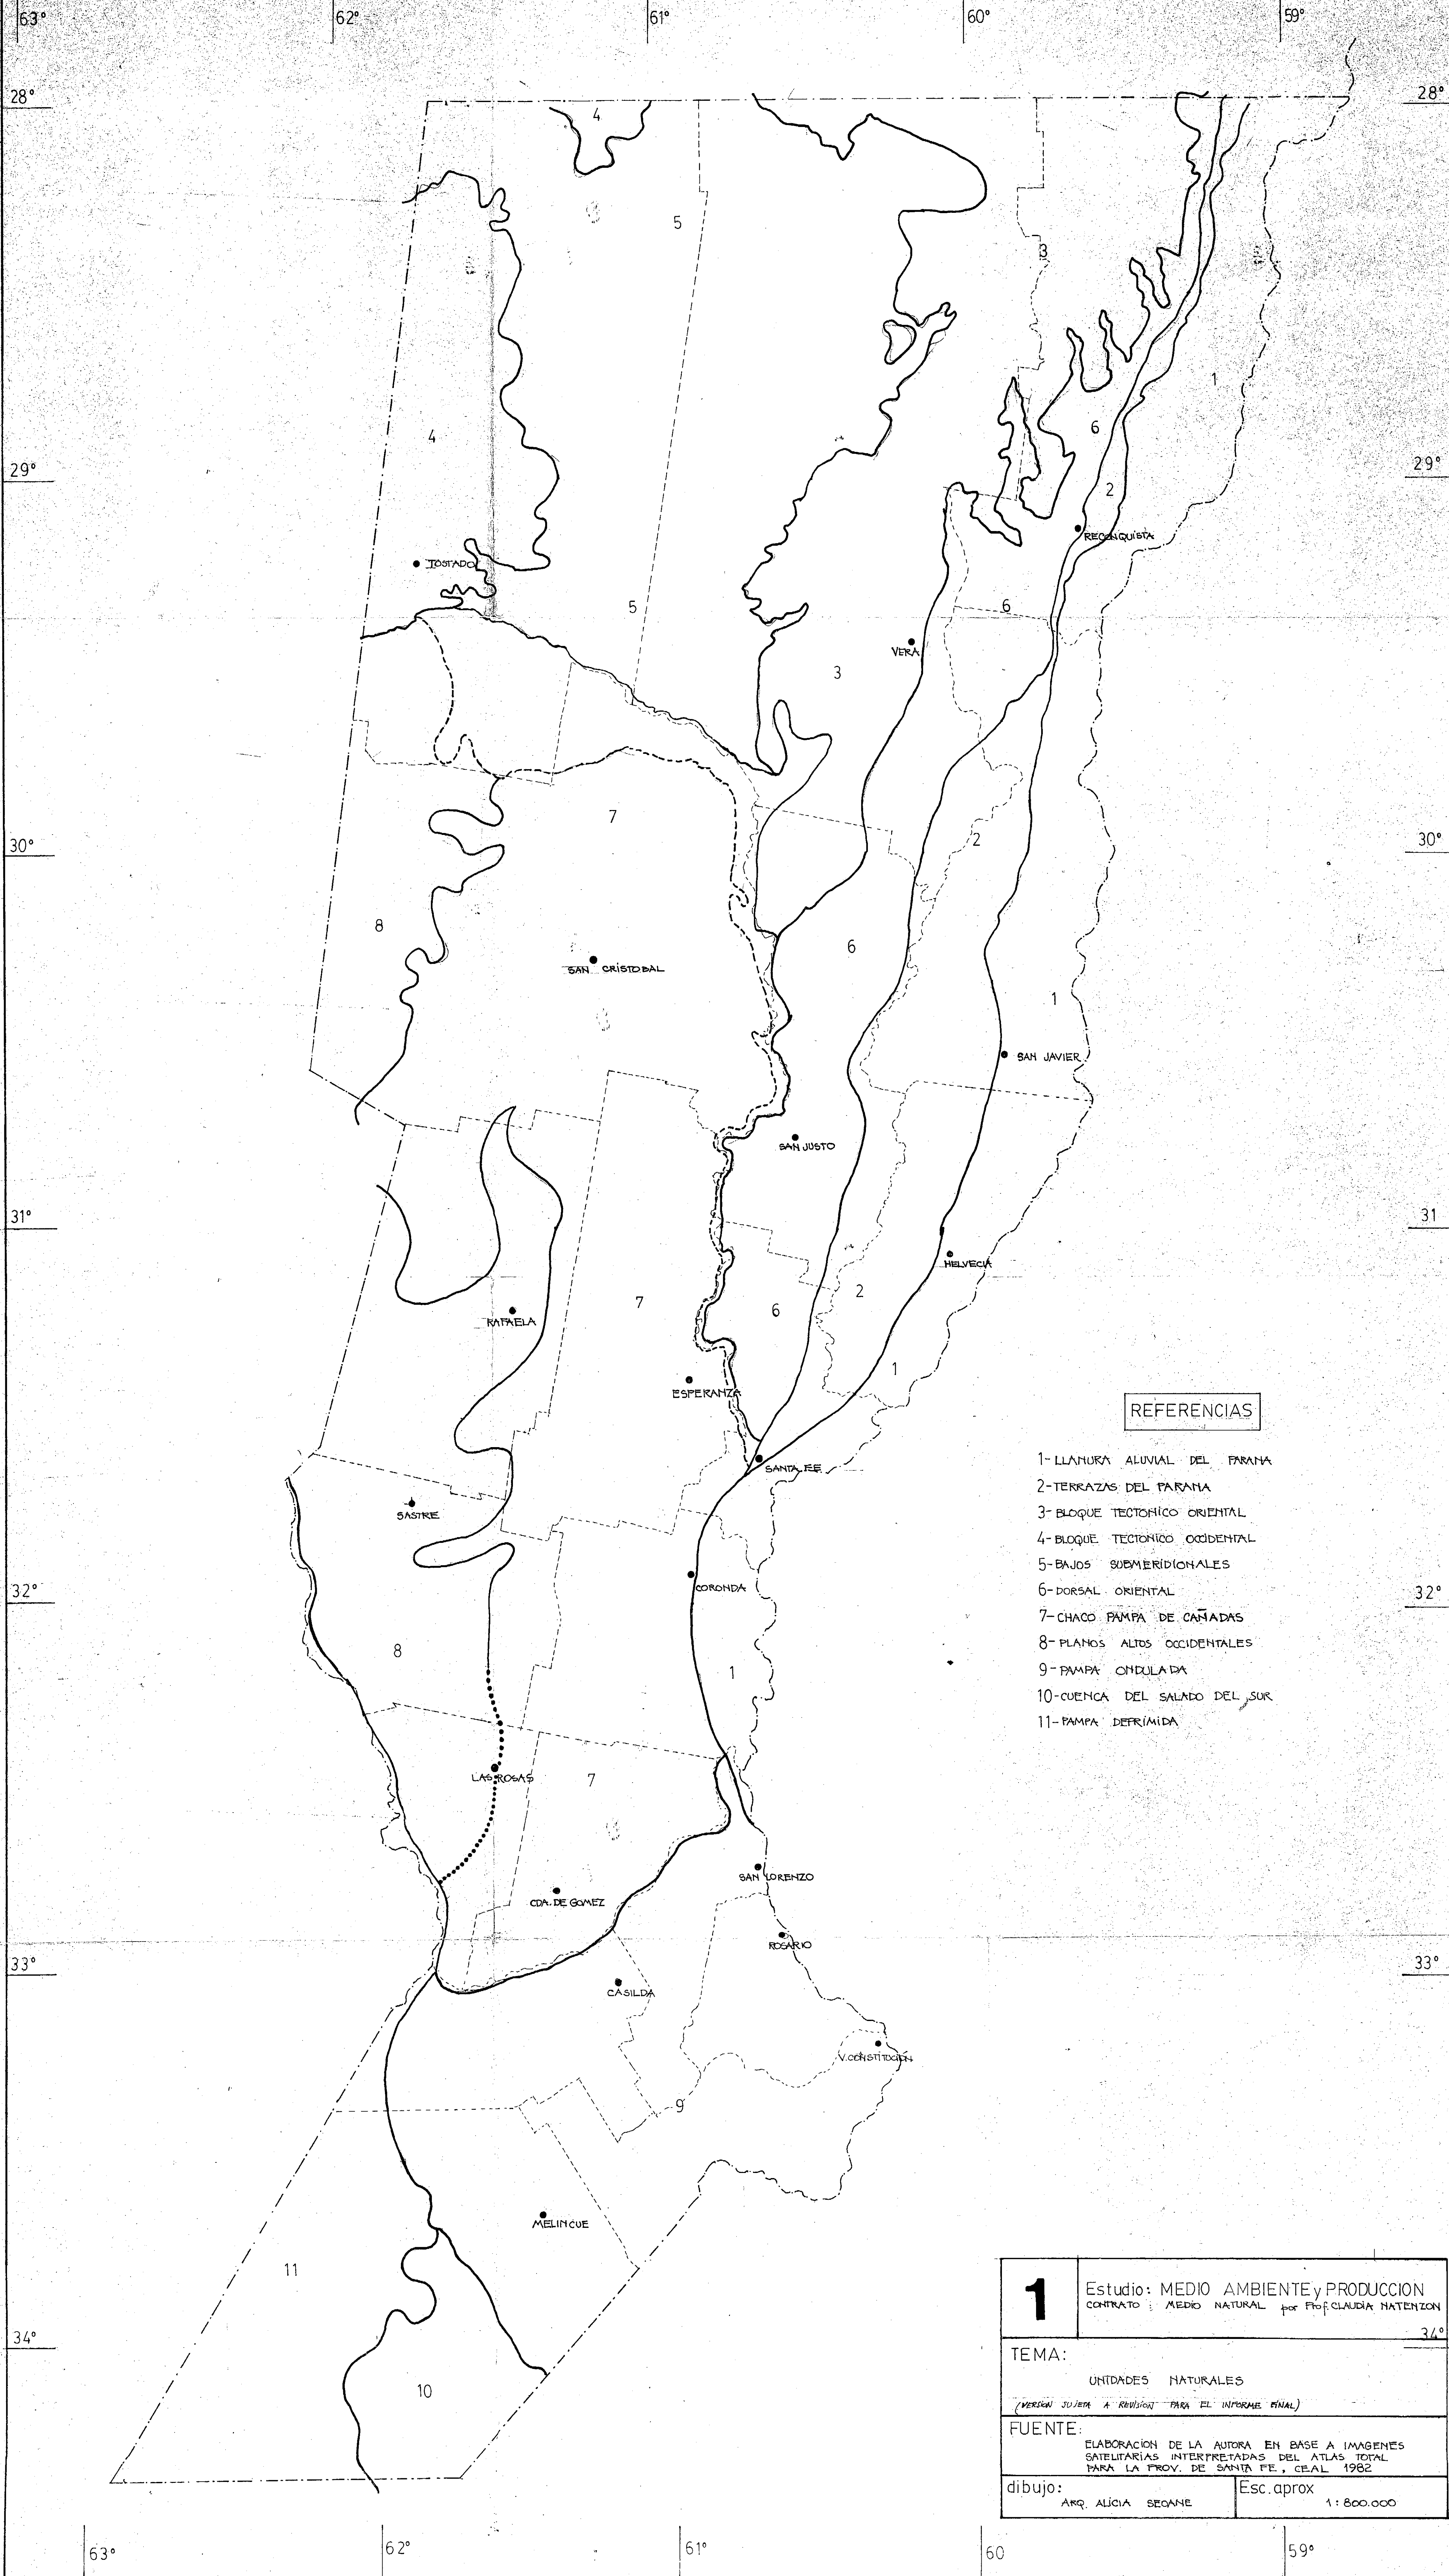 63° 62° 61° 60° 59°
28° 28°
4
5
3
1
4
6
29° 29°
2
RECONQUISTA
TOSTADO
5
6
VERA
3
7
2
30° 30°
8
6
SAN CRISTOBAL
1
SAN JAVIER
SAN JUSTO
31° 31
HELVECIA
2
7
6
RAFAELA
1
ESPERANZA
SANTA FE
SASTRE
CORONDA
32° 32°
8
1
LAS ROSAS
7
SAN LORENZO
CDA. DE GOMEZ
ROSARIO
33° 33°
CASILDA
V. CONSTITUCIÓN
9
MELINCUE
11
34°
10
REFERENCIAS
1-LLANURA ALUVIAL DEL PARANA
2-TERRAZAS DEL PARANA
3-BLOQUE TECTONICO ORIENTAL
4-BLOQUE TECTONICO OCCIDENTAL
5-BAJOS SUBMERIDIONALES
6-DORSAL ORIENTAL
7-CHACO PAMPA DE CAÑADAS
8-PLANOS ALTOS OCCIDENTALES
9-PAMPA ONDULADA
10-CUENCA DEL SALADO DEL SUR
11-PAMPA DEPRIMIDA
1
Estudio: MEDIO AMBIENTE y PRODUCCION
CONTRATO : MEDIO NATURAL por Prof. CLAUDIA NATENZON
34°
TEMA:
UNIDADES NATURALES
(VERSION SUJETA A REVISION PARA EL INFORME FINAL)
FUENTE:
ELABORACION DE LA AUTORA EN BASE A IMAGENES
SATELITARIAS INTERPRETADAS DEL ATLAS TOTAL
PARA LA PROV. DE SANTA FE, CEAL 1982
dibujo:
ARQ. ALICIA SEOANE
Esc. aprox
1:800.000
63° 62° 61° 60 59°